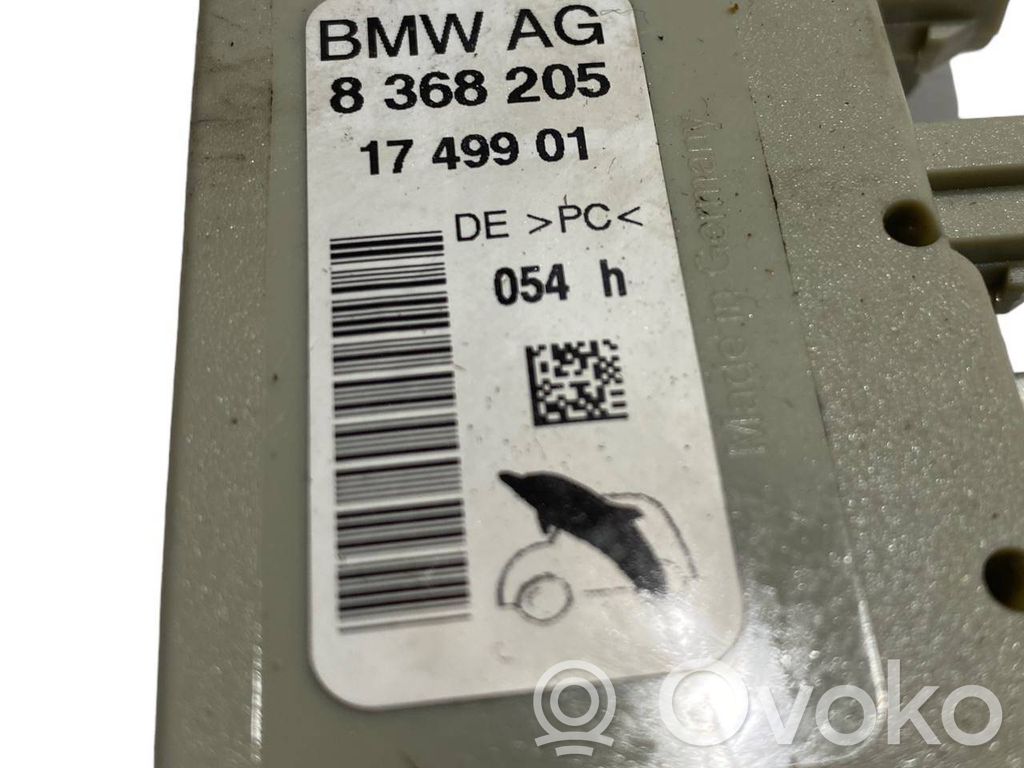 BMW AG
8 368 205
17 499 01
DE >PC<
054 h
Made in Germany
Ovoko